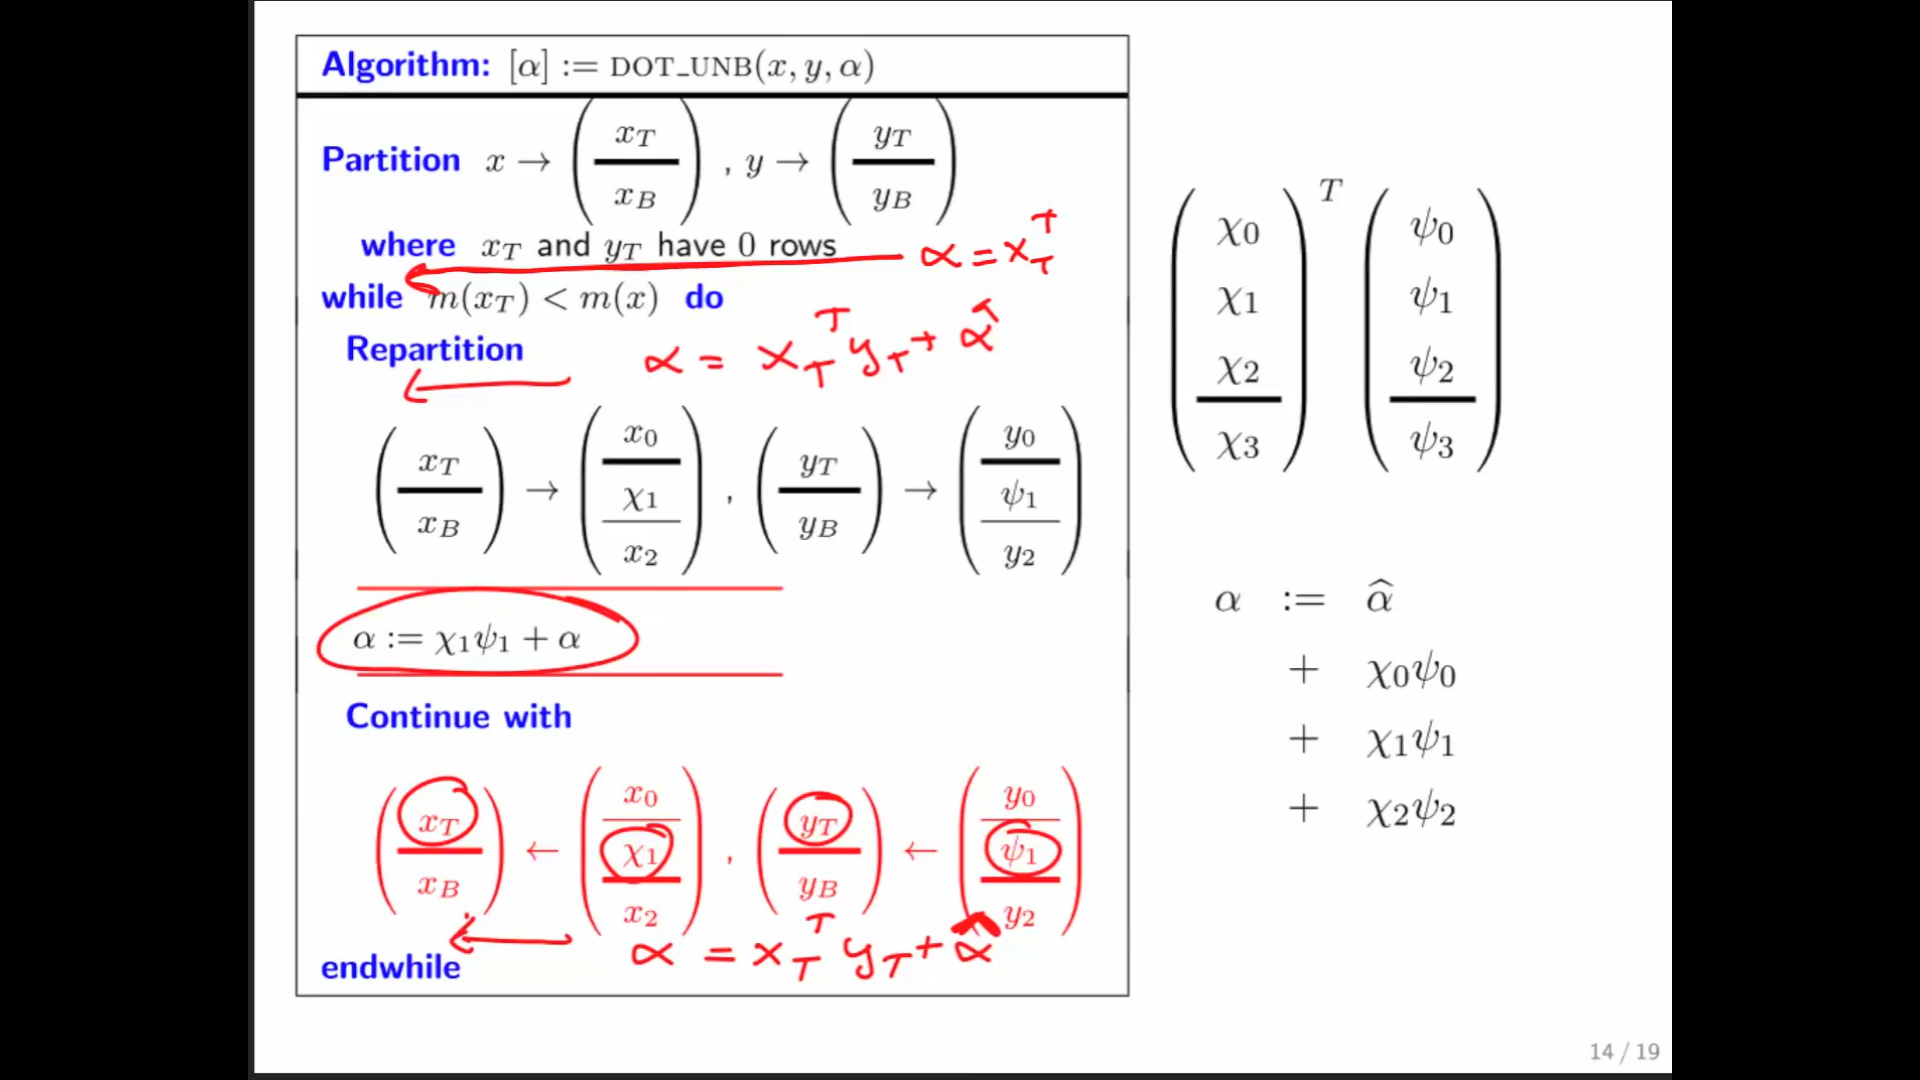 Algorithm: [α] := DOT_UNB(x, y, α)
Partition x → ( x_T / x_B ) , y → ( y_T / y_B )
where x_T and y_T have 0 rows
α = x_T^T
while m(x_T) < m(x) do
Repartition
α = x_T^T y_T + α̂
( x_T / x_B ) → ( x_0 / χ_1 / x_2 ) , ( y_T / y_B ) → ( y_0 / ψ_1 / y_2 )
α := χ_1ψ_1 + α
Continue with
( x_T / x_B ) ← ( x_0 / χ_1 / x_2 ) , ( y_T / y_B ) ← ( y_0 / ψ_1 / y_2 )
α = x_T^T y_T + α̂
endwhile
( χ_0 χ_1 χ_2 / χ_3 )^T ( ψ_0 ψ_1 ψ_2 / ψ_3 )
α := α̂
+ χ_0ψ_0
+ χ_1ψ_1
+ χ_2ψ_2
14 / 19